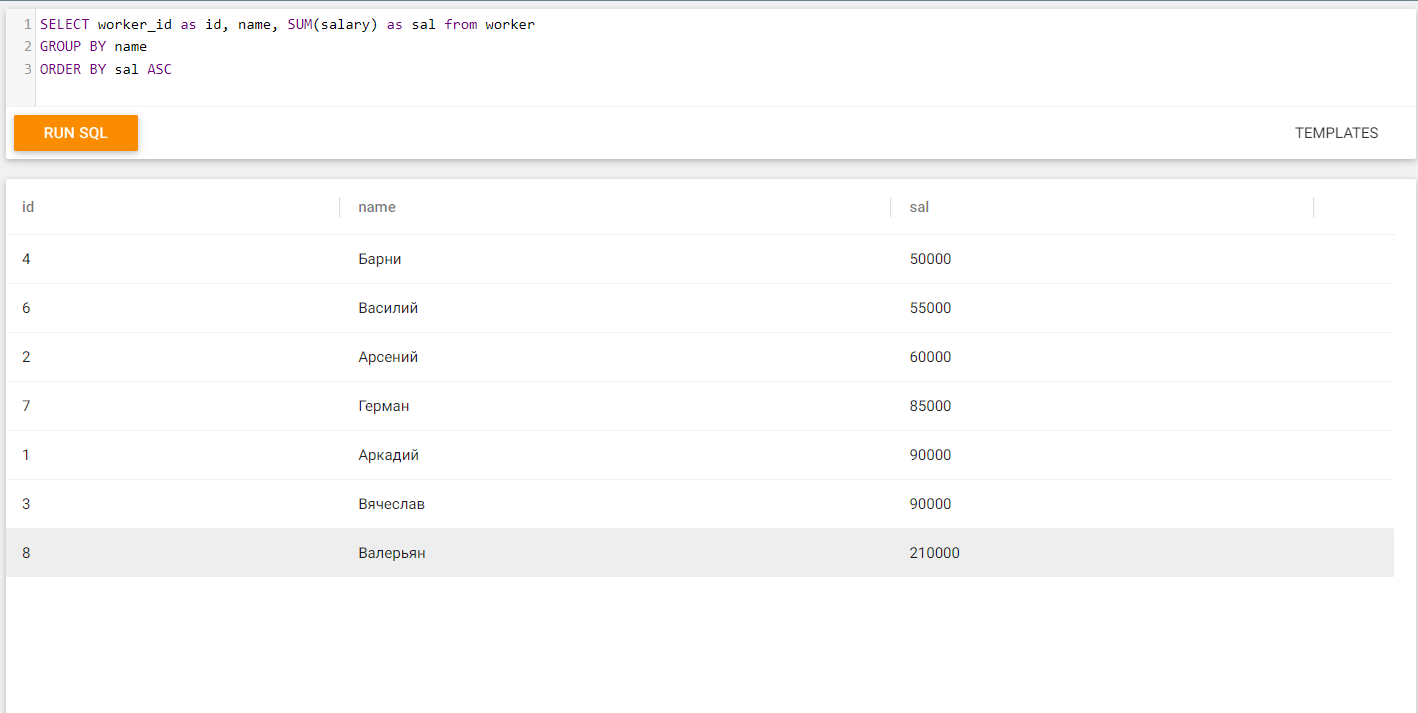 1 SELECT worker_id as id, name, SUM(salary) as sal from worker
2 GROUP BY name
3 ORDER BY sal ASC
RUN SQL TEMPLATES
id name sal
4 Барни 50000
6 Василий 55000
2 Арсений 60000
7 Герман 85000
1 Аркадий 90000
3 Вячеслав 90000
8 Валерьян 210000